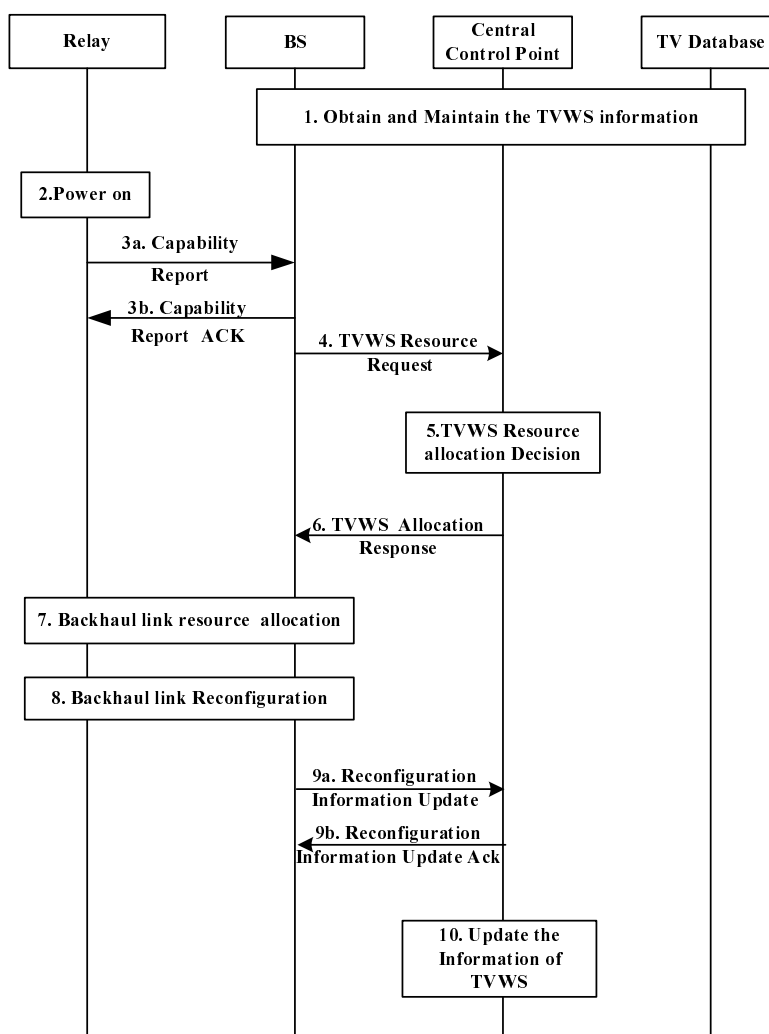 Relay
BS
Central
Control Point
TV Database
1. Obtain and Maintain the TVWS information
2.Power on
3a. Capability
Report
3b. Capability
Report ACK
4. TVWS Resource
Request
5.TVWS Resource
allocation Decision
6. TVWS Allocation
Response
7. Backhaul link resource allocation
8. Backhaul link Reconfiguration
9a. Reconfiguration
Information Update
9b. Reconfiguration
Information Update Ack
10. Update the
Information of
TVWS